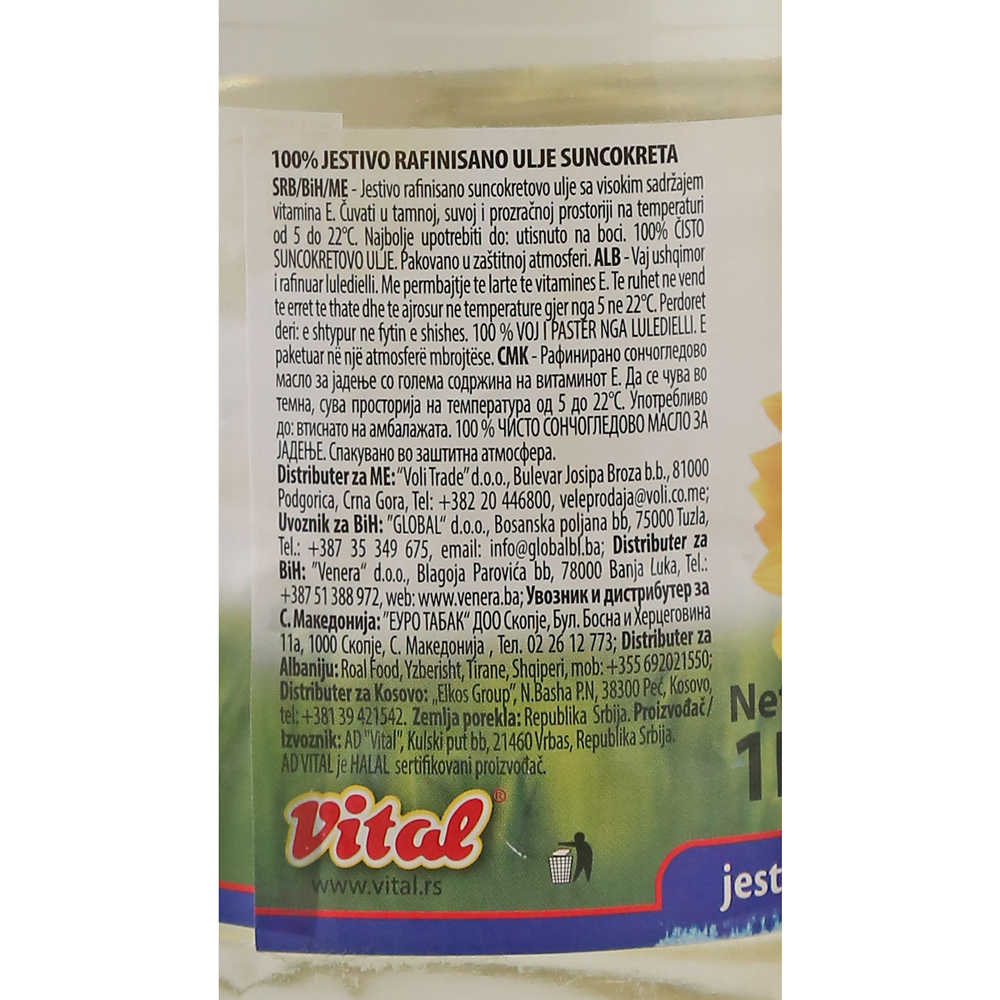 100% JESTIVO RAFINISANO ULJE SUNCOKRETA
SRB/BiH/ME - Jestivo rafinisano suncokretovo ulje sa visokim sadržajem
vitamina E. Čuvati u tamnoj, suvoj i prozračnoj prostoriji na temperaturi
od 5 do 22°C. Najbolje upotrebiti do: utisnuto na boci. 100% ČISTO
SUNCOKRETOVO ULJE. Pakovano u zaštitnoj atmosferi. ALB - Vaj ushqimor
i rafinuar luledielli. Me permbajtje te larte te vitamines E. Te ruhet ne vend
te erret te thate dhe te ajrosur ne temperature gjer nga 5 ne 22°C. Perdoret
deri: e shtypur ne fytin e shishes. 100 % VOJ I PASTER NGA LULEDIELLI. E
paketuar në një atmosferë mbrojtëse. CMK - Рафинирано сончогледово
масло за јадење со голема содржина на витаминот Е. Да се чува во
темна, сува просторија на температура од 5 до 22°C. Употребливо
до: втиснато на амбалажата. 100 % ЧИСТО СОНЧОГЛЕДОВО МАСЛО ЗА
ЈАДЕЊЕ. Спакувано во заштитна атмосфера.
Distributer za ME: "Voli Trade" d.o.o., Bulevar Josipa Broza b.b., 81000
Podgorica, Crna Gora, Tel: +382 20 446800, veleprodaja@voli.co.me;
Uvoznik za BiH: "GLOBAL" d.o.o., Bosanska poljana bb, 75000 Tuzla,
Tel.: +387 35 349 675, email: info@globalbl.ba; Distributer za
BiH: "Venera" d.o.o., Blagoja Parovića bb, 78000 Banja Luka, Tel.:
+387 51 388 972, web: www.venera.ba; Увозник и дистрибутер за
С. Македонија: "ЕУРО ТАБАК" ДОО Скопје, Бул. Босна и Херцеговина
11а, 1000 Скопје, С. Македонија , Тел. 02 26 12 773; Distributer za
Albaniju: Roal Food, Yzberisht, Tirane, Shqiperi, mob: +355 692021550;
Distributer za Kosovo: „Elkos Group", N.Basha P.N, 38300 Peć, Kosovo,
tel: +381 39 421542. Zemlja porekla: Republika Srbija. Proizvođač/
Izvoznik: AD "Vital", Kulski put bb, 21460 Vrbas, Republika Srbija.
AD VITAL je HALAL sertifikovani proizvođač.
Vital®
www.vital.rs
Ne
1
jest